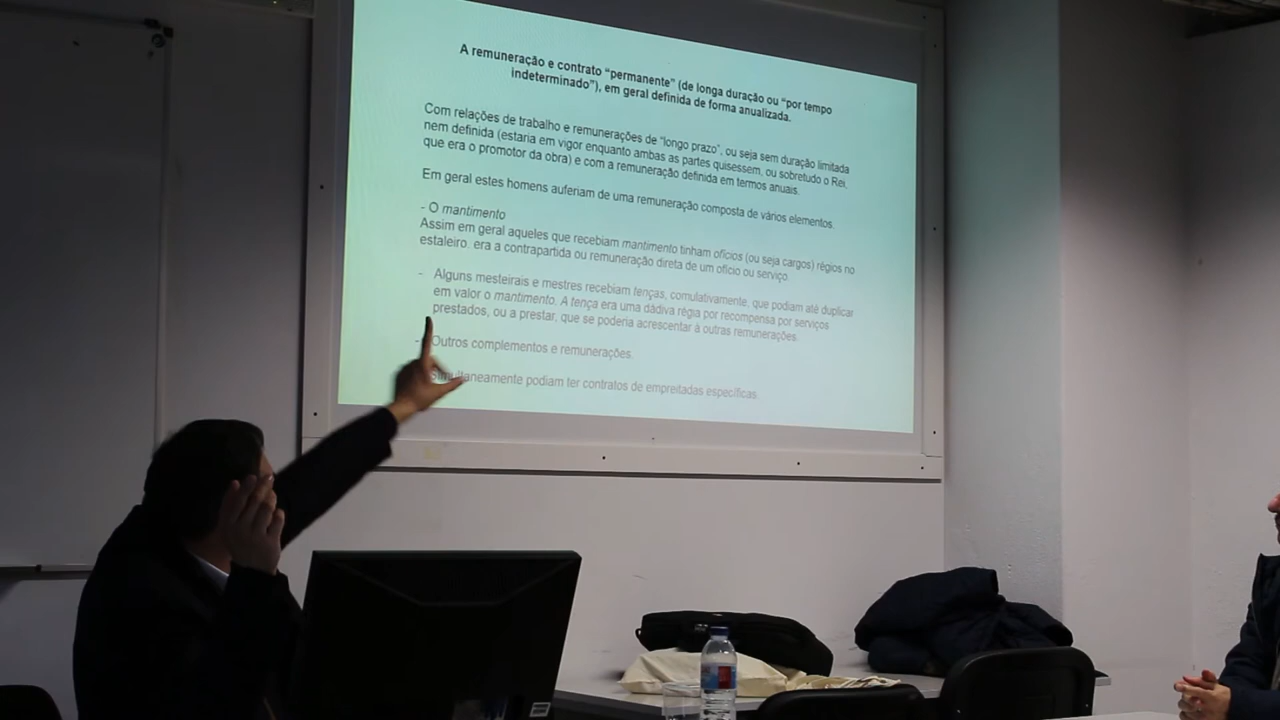 A remuneração e contrato “permanente” (de longa duração ou “por tempo
indeterminado”), em geral definida de forma anualizada.
Com relações de trabalho e remunerações de “longo prazo”, ou seja sem duração limitada
nem definida (estaria em vigor enquanto ambas as partes quisessem, ou sobretudo o Rei,
que era o promotor da obra) e com a remuneração definida em termos anuais.
Em geral estes homens auferiam de uma remuneração composta de vários elementos.
- O mantimento
Assim em geral aqueles que recebiam mantimento tinham ofícios (ou seja cargos) régios no
estaleiro. era a contrapartida ou remuneração direta de um ofício ou serviço.
- Alguns mesteirais e mestres recebiam tenças, comulativamente, que podiam até duplicar
em valor o mantimento. A tença era uma dádiva régia por recompensa por serviços
prestados, ou a prestar, que se poderia acrescentar à outras remunerações.
- Outros complementos e remunerações.
Simultaneamente podiam ter contratos de empreitadas específicas.